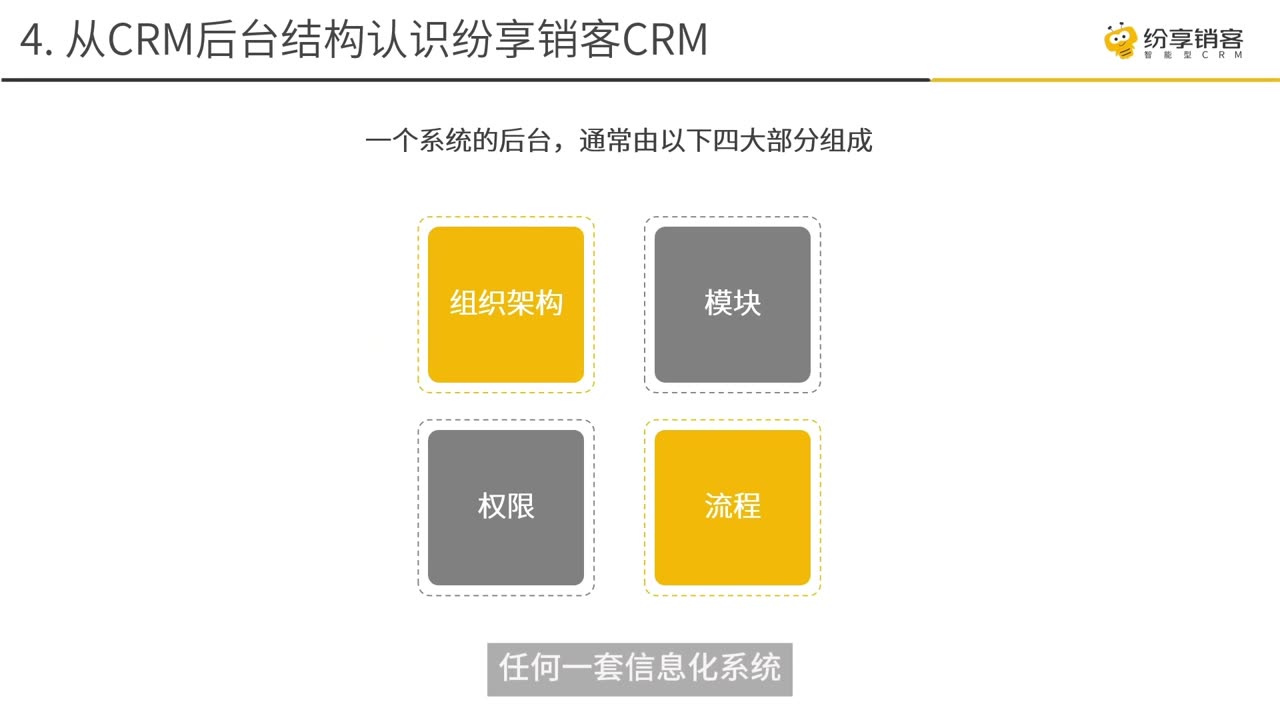 4. 从CRM后台结构认识纷享销客CRM
纷享销客
智能型CRM
一个系统的后台，通常由以下四大部分组成
组织架构
模块
权限
流程
任何一套信息化系统